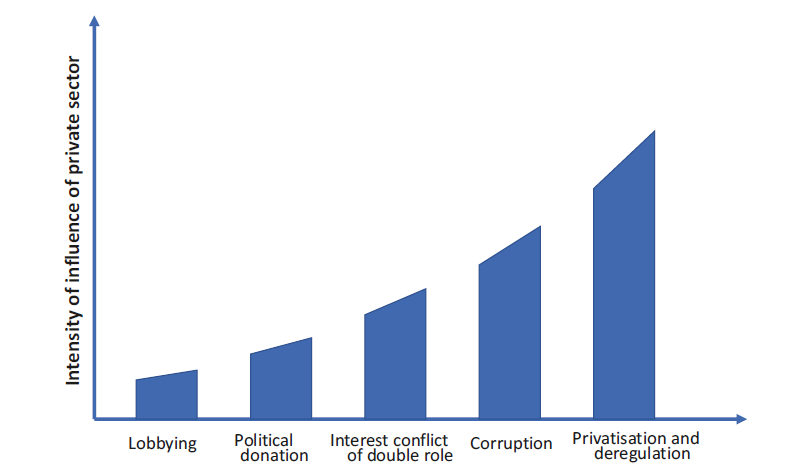 Intensity of influence of private sector
Lobbying
Political
donation
Interest conflict
of double role
Corruption
Privatisation and
deregulation